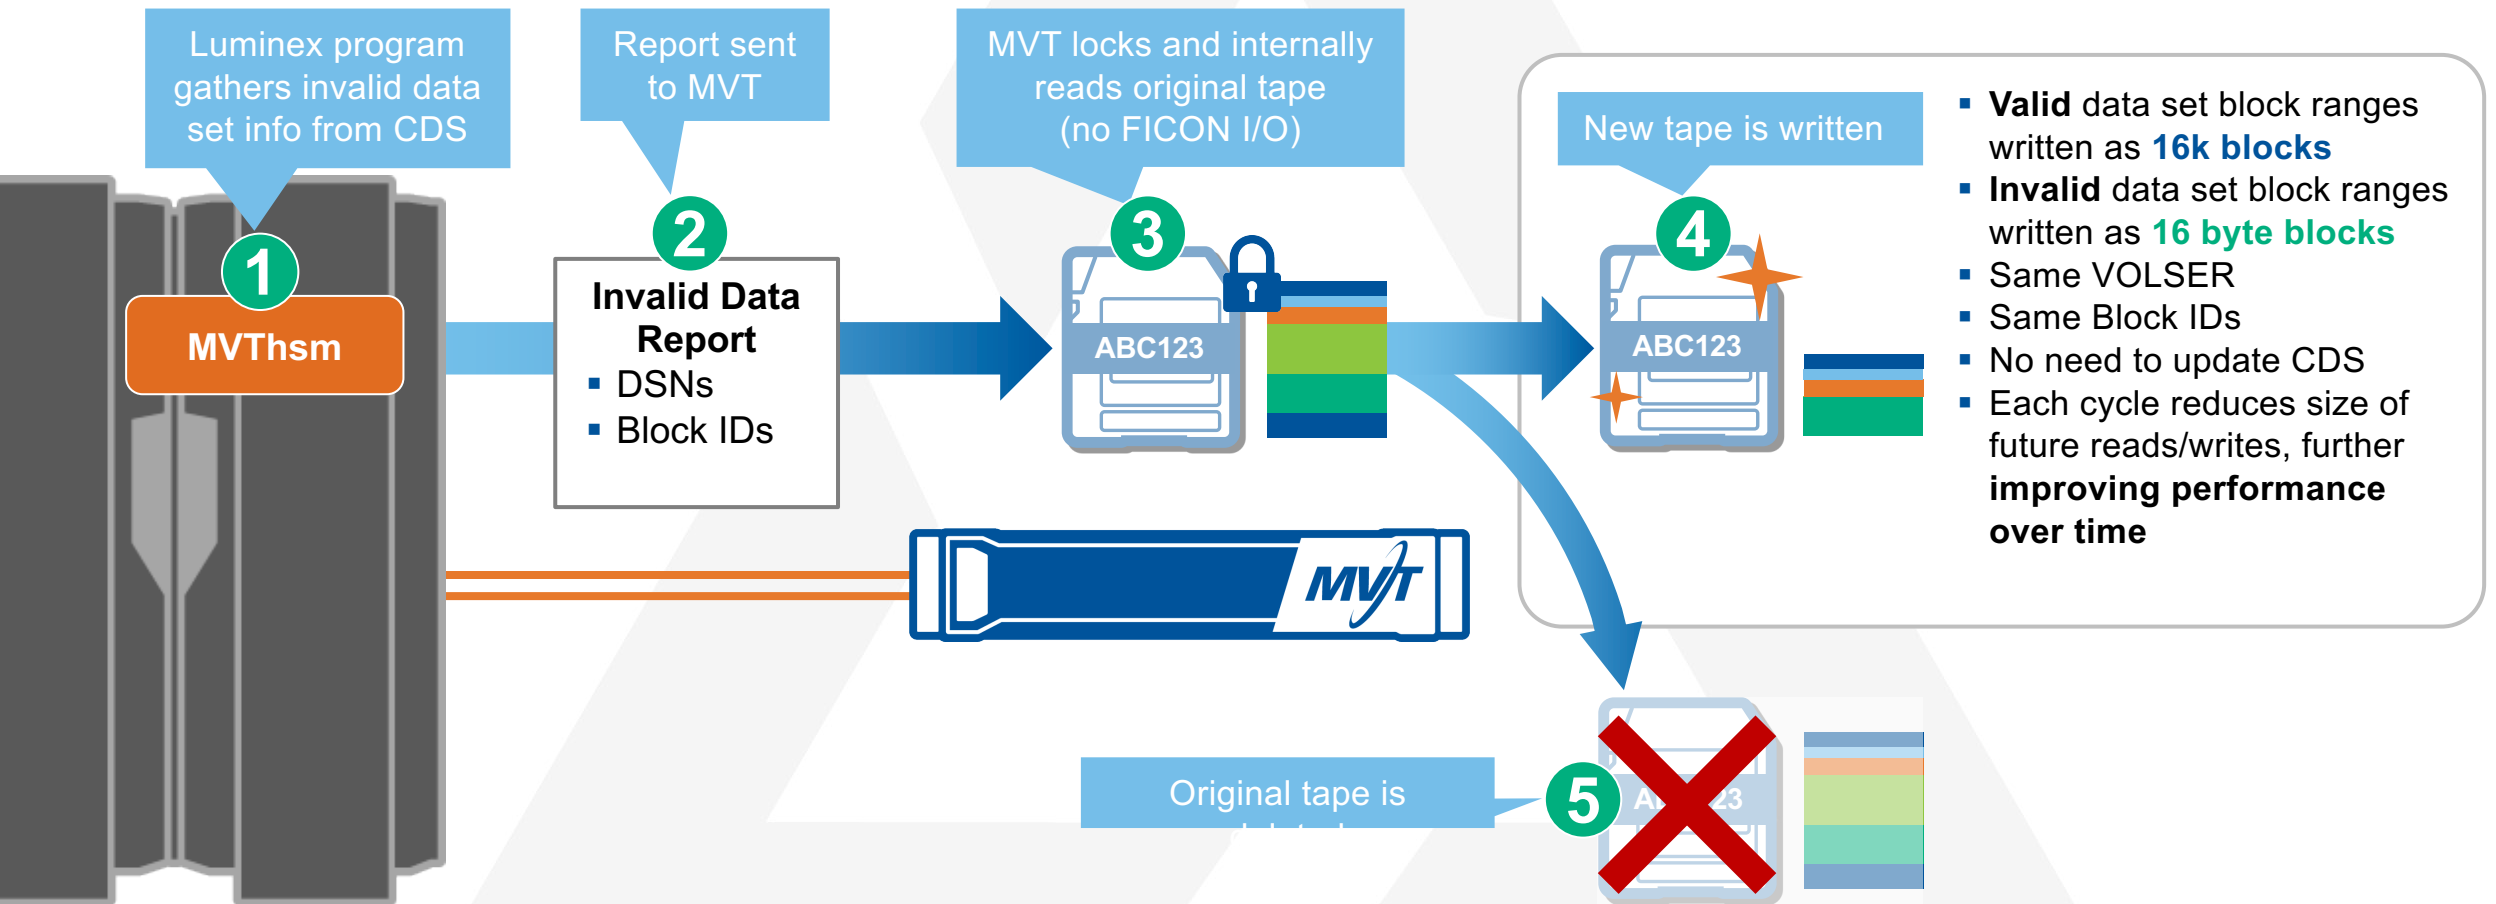 Luminex program
gathers invalid data
set info from CDS
1
MVThsm
Report sent
to MVT
2
Invalid Data
Report
▪ DSNs
▪ Block IDs
MVT locks and internally
reads original tape
(no FICON I/O)
3
ABC123
New tape is written
4
ABC123
▪ Valid data set block ranges
written as 16k blocks
▪ Invalid data set block ranges
written as 16 byte blocks
▪ Same VOLSER
▪ Same Block IDs
▪ No need to update CDS
▪ Each cycle reduces size of
future reads/writes, further
improving performance
over time
MVT
Original tape is
5